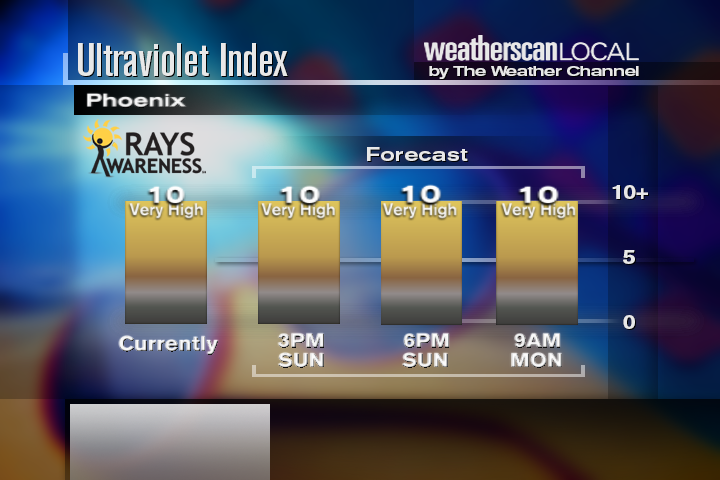 Ultraviolet Index
weatherscanLOCAL
by The Weather Channel
Phoenix
RAYS
AWARENESS
Forecast
10 10 10 10 10+
Very High Very High Very High Very High
5
0
Currently 3PM SUN 6PM SUN 9AM MON